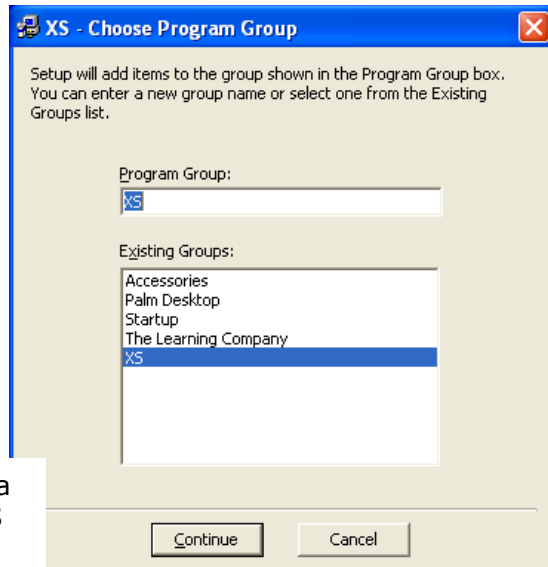 XS - Choose Program Group
Setup will add items to the group shown in the Program Group box.
You can enter a new group name or select one from the Existing
Groups list.
Program Group:
XS
Existing Groups:
Accessories
Palm Desktop
Startup
The Learning Company
XS
a
Continue
Cancel